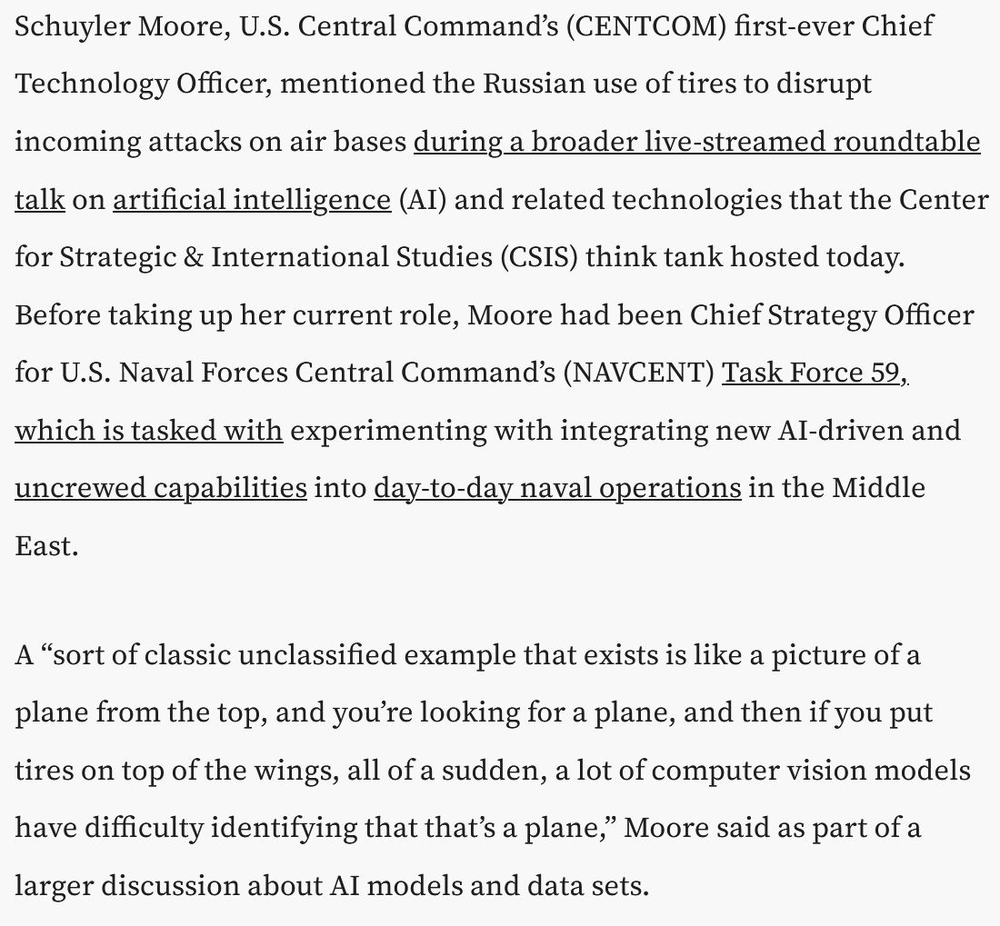 Schuyler Moore, U.S. Central Command’s (CENTCOM) first-ever Chief
Technology Officer, mentioned the Russian use of tires to disrupt
incoming attacks on air bases during a broader live-streamed roundtable
talk on artificial intelligence (AI) and related technologies that the Center
for Strategic & International Studies (CSIS) think tank hosted today.
Before taking up her current role, Moore had been Chief Strategy Officer
for U.S. Naval Forces Central Command’s (NAVCENT) Task Force 59,
which is tasked with experimenting with integrating new AI-driven and
uncrewed capabilities into day-to-day naval operations in the Middle
East.
A “sort of classic unclassified example that exists is like a picture of a
plane from the top, and you’re looking for a plane, and then if you put
tires on top of the wings, all of a sudden, a lot of computer vision models
have difficulty identifying that that’s a plane,” Moore said as part of a
larger discussion about AI models and data sets.